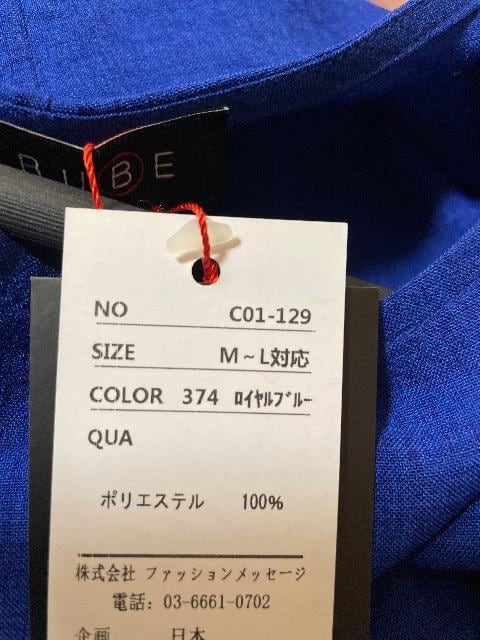 BUBE
NO C01-129
SIZE M～L対応
COLOR 374 ﾛｲﾔﾙﾌﾞﾙｰ
QUA
ポリエステル 100%
株式会社 ファッションメッセージ
電話: 03-6661-0702
企画 日本